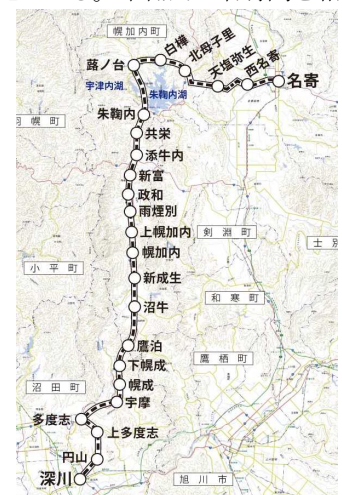 幌加内町
白樺
北母子里
天塩弥生
西名寄
名寄
蕗ノ台
宇津内湖
朱鞠内湖
羽幌町
朱鞠内
共栄
添牛内
新富
政和
雨煙別
上幌加内
剣淵町
士別
幌加内
小平町
新成生
和寒町
沼牛
鷹泊
鷹栖町
下幌成
沼田町
幌成
宇摩
多度志
上多度志
円山
深川
旭川市